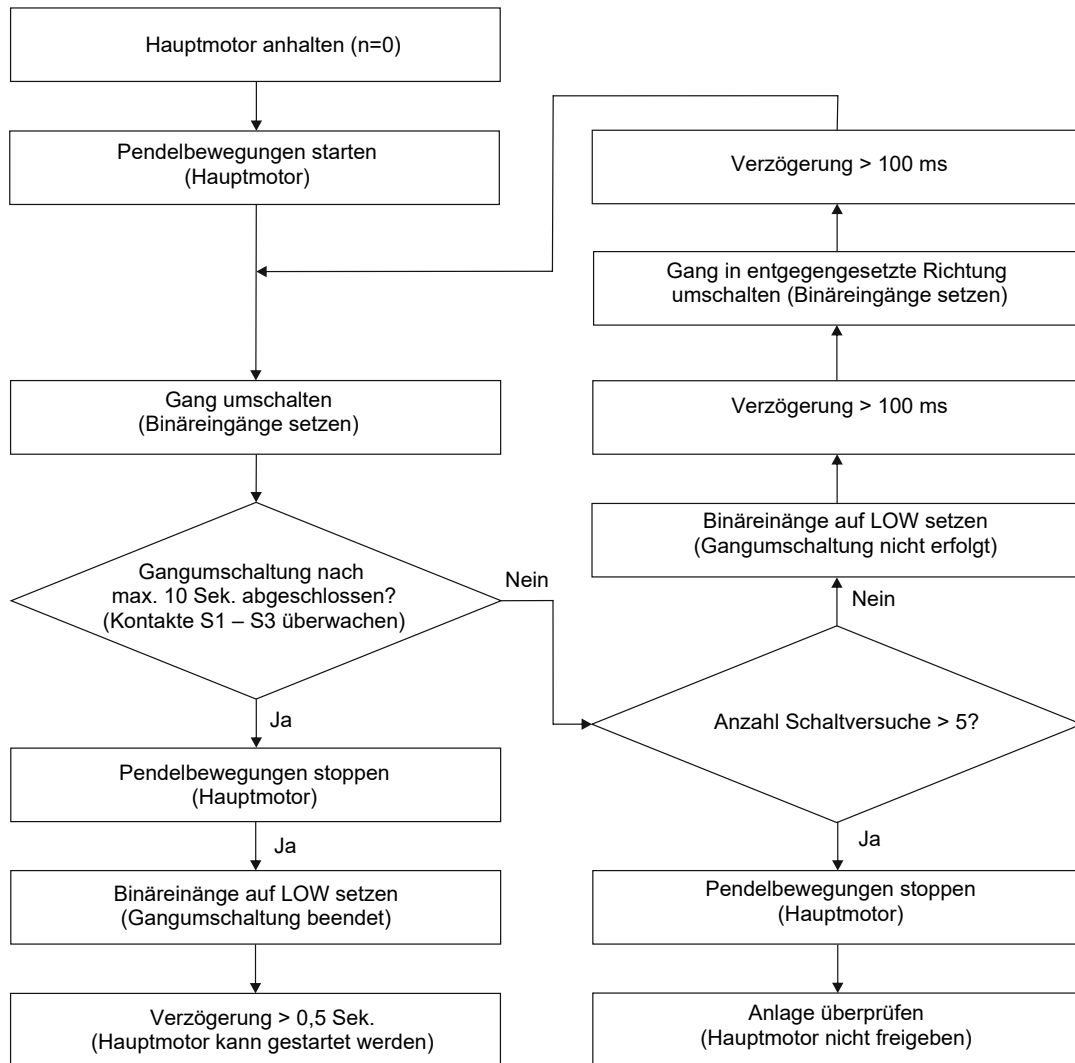 Hauptmotor anhalten (n=0)
Pendelbewegungen starten
(Hauptmotor)
Gang umschalten
(Binäreingänge setzen)
Gangumschaltung nach
max. 10 Sek. abgeschlossen?
(Kontakte S1 – S3 überwachen)
Nein
Ja
Pendelbewegungen stoppen
(Hauptmotor)
Ja
Binäreinänge auf LOW setzen
(Gangumschaltung beendet)
Verzögerung > 0,5 Sek.
(Hauptmotor kann gestartet werden)
Verzögerung > 100 ms
Gang in entgegengesetzte Richtung
umschalten (Binäreingänge setzen)
Verzögerung > 100 ms
Binäreinänge auf LOW setzen
(Gangumschaltung nicht erfolgt)
Nein
Anzahl Schaltversuche > 5?
Ja
Pendelbewegungen stoppen
(Hauptmotor)
Anlage überprüfen
(Hauptmotor nicht freigeben)